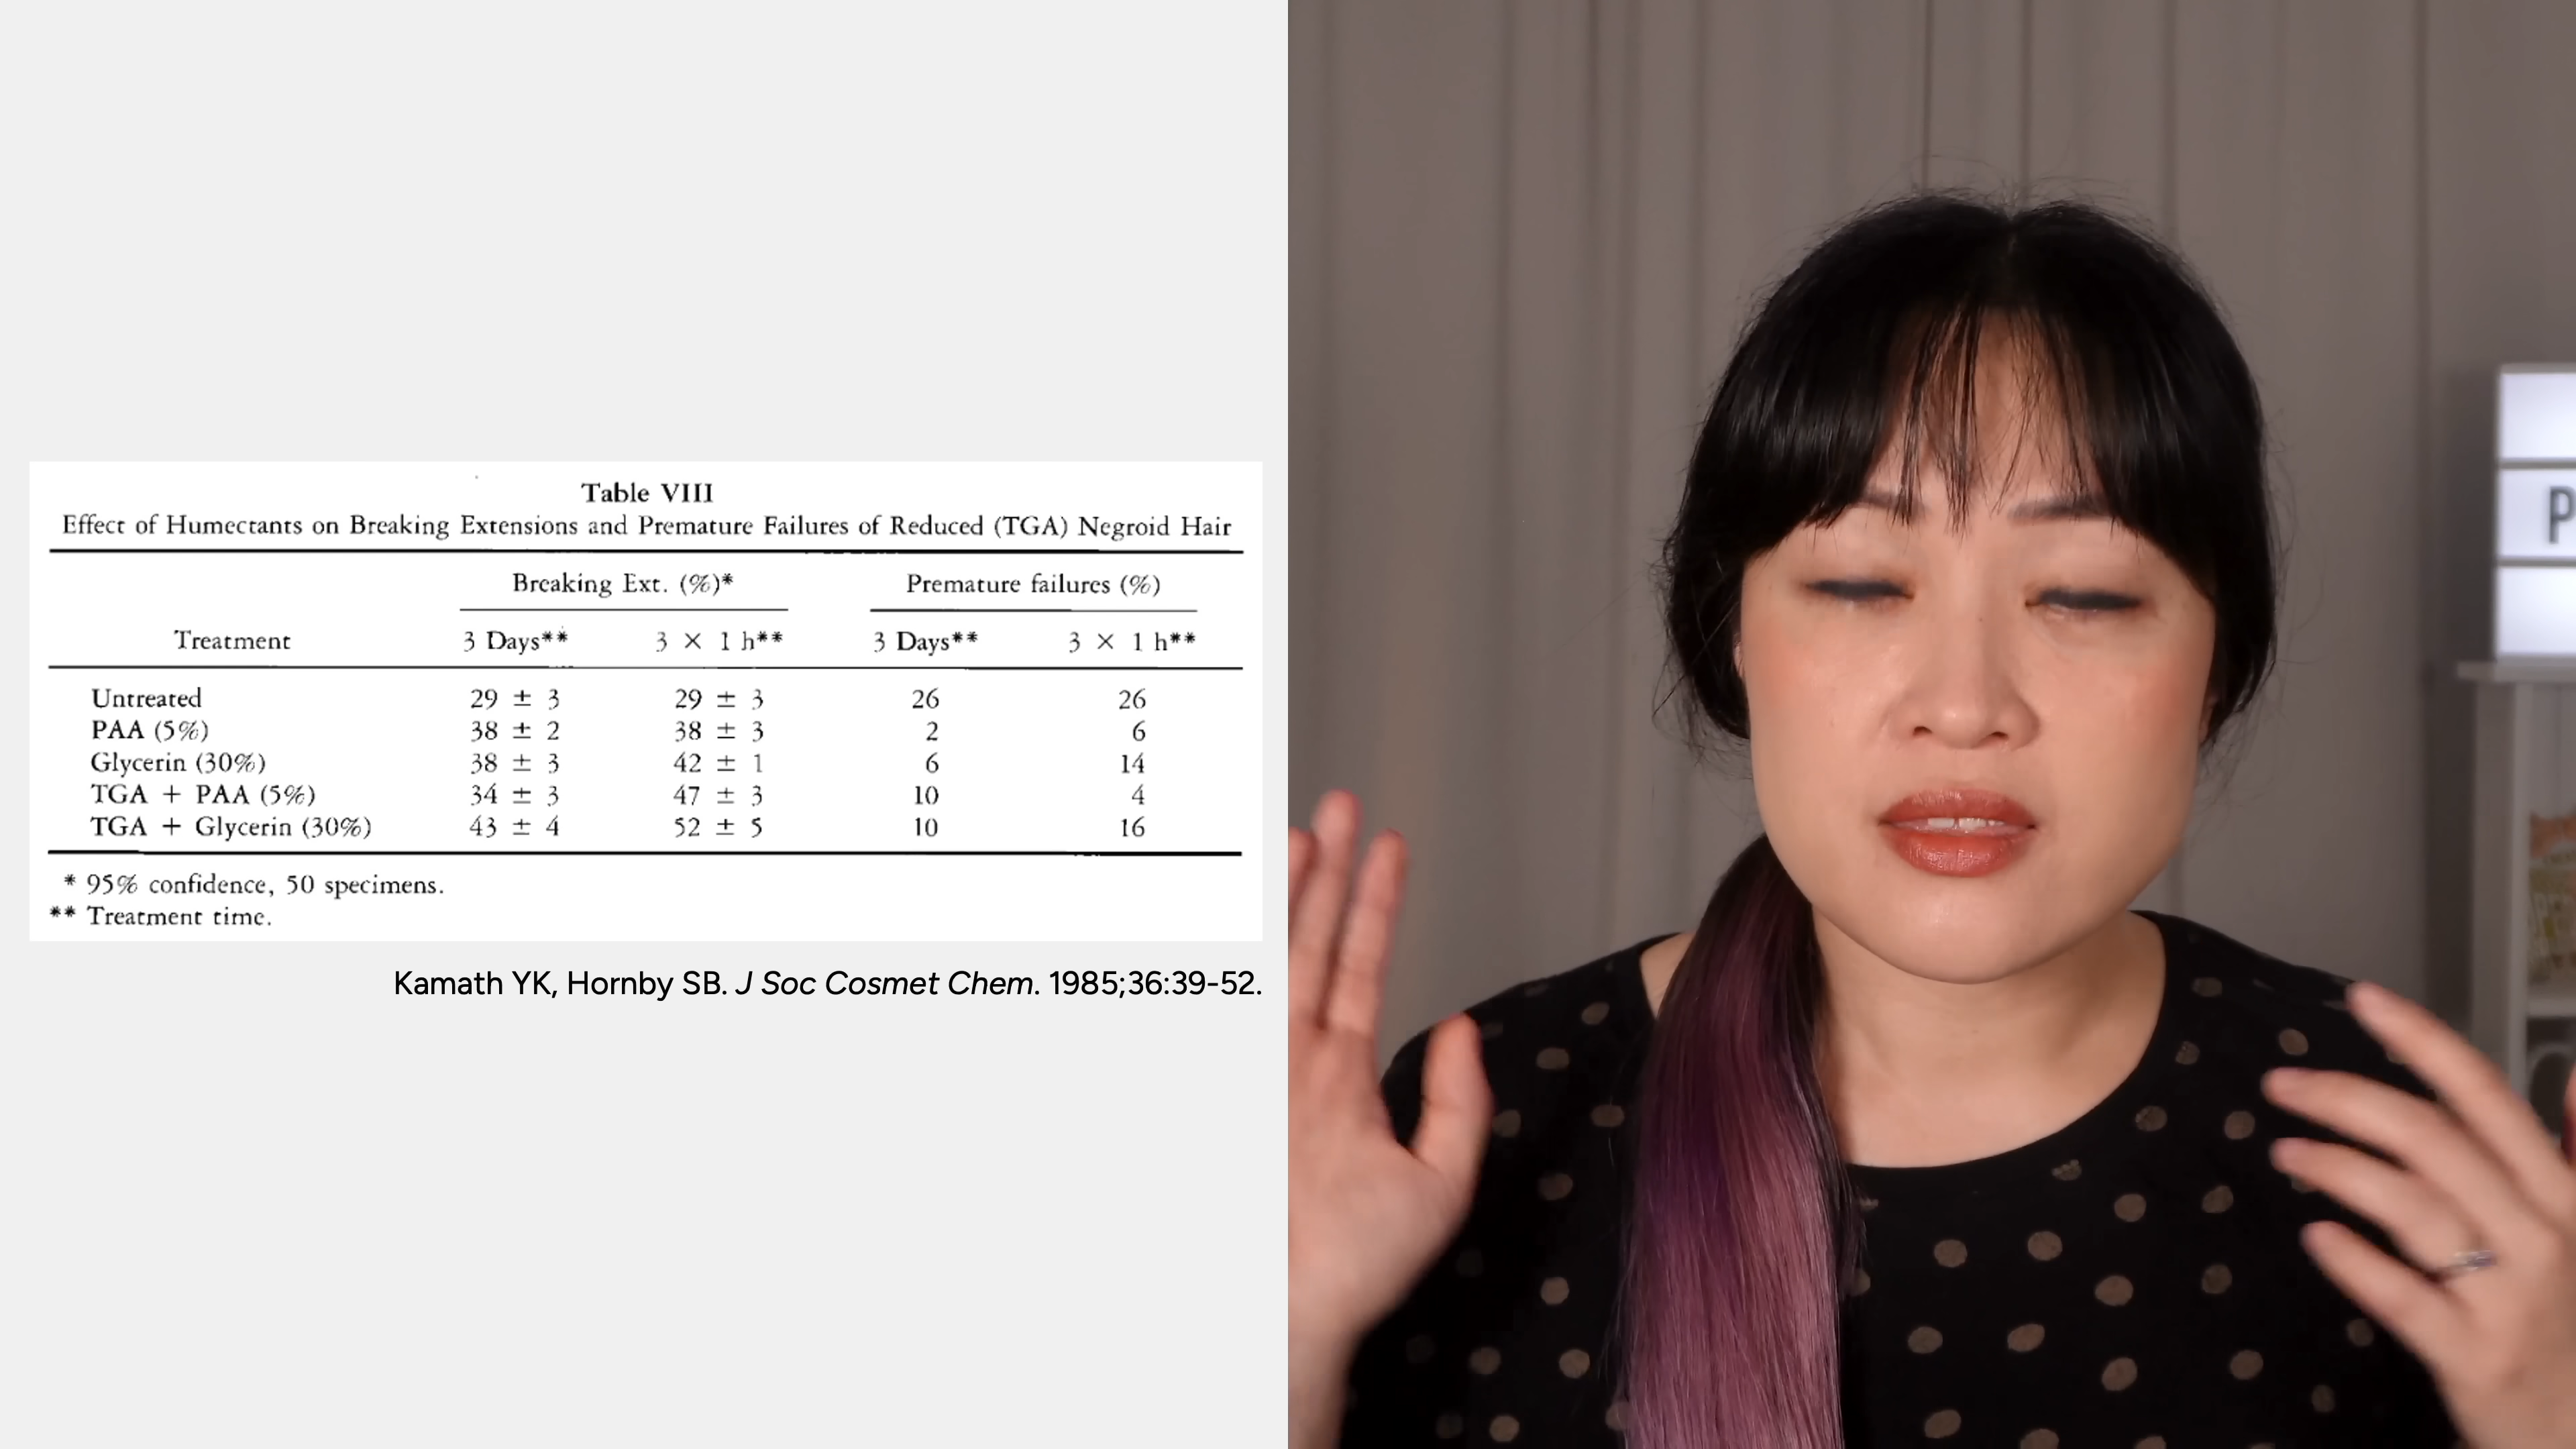 Table VIII
Effect of Humectants on Breaking Extensions and Premature Failures of Reduced (TGA) Negroid Hair
Breaking Ext. (%)* Premature failures (%)
Treatment 3 Days** 3 × 1 h** 3 Days** 3 × 1 h**
Untreated 29 ± 3 29 ± 3 26 26
PAA (5%) 38 ± 2 38 ± 3 2 6
Glycerin (30%) 38 ± 3 42 ± 1 6 14
TGA + PAA (5%) 34 ± 3 47 ± 3 10 4
TGA + Glycerin (30%) 43 ± 4 52 ± 5 10 16
* 95% confidence, 50 specimens.
** Treatment time.
Kamath YK, Hornby SB. J Soc Cosmet Chem. 1985;36:39-52.
P